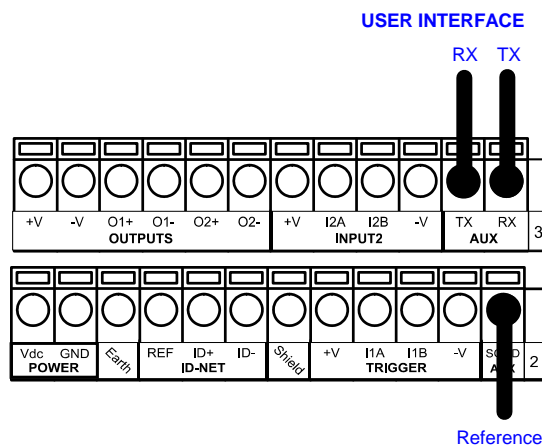 USER INTERFACE
RX TX
+V -V O1+ O1- O2+ O2- +V I2A I2B -V TX RX
OUTPUTS INPUT2 AUX 3
Vdc GND Earth REF ID+ ID- Shield +V I1A I1B -V
POWER ID-NET TRIGGER 2
Reference